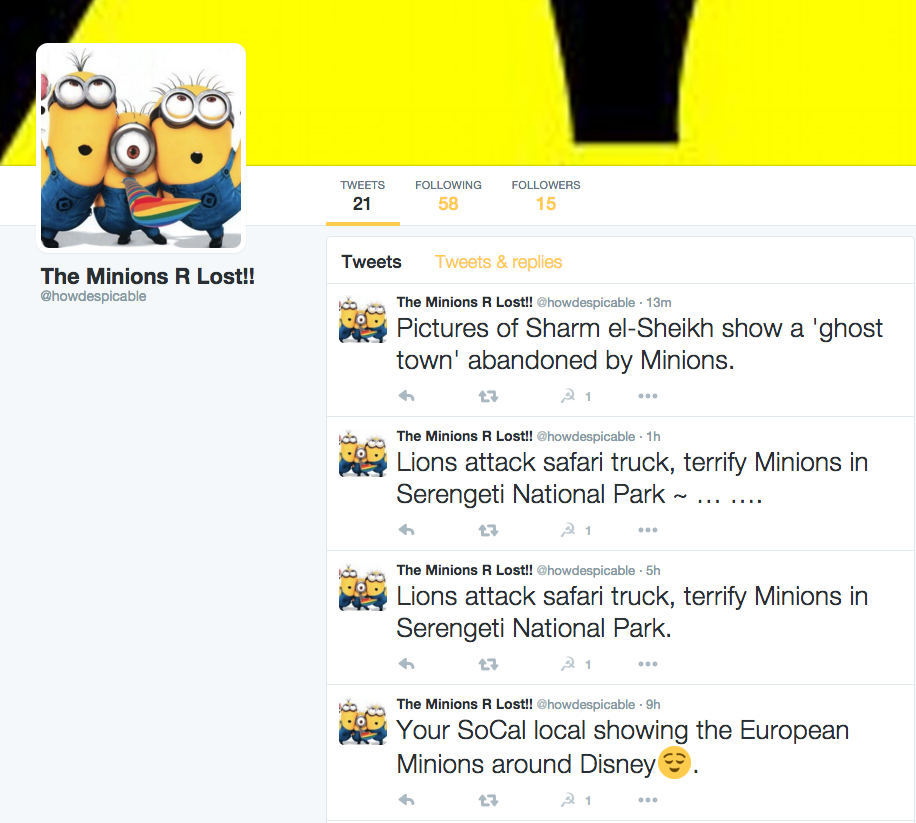 TWEETS FOLLOWING FOLLOWERS
21 58 15
The Minions R Lost!!
@howdespicable
Tweets Tweets & replies
The Minions R Lost!! @howdespicable · 13m
Pictures of Sharm el-Sheikh show a 'ghost
town' abandoned by Minions.
1
The Minions R Lost!! @howdespicable · 1h
Lions attack safari truck, terrify Minions in
Serengeti National Park ~ … ….
1
The Minions R Lost!! @howdespicable · 5h
Lions attack safari truck, terrify Minions in
Serengeti National Park.
1
The Minions R Lost!! @howdespicable · 9h
Your SoCal local showing the European
Minions around Disney😌.
1